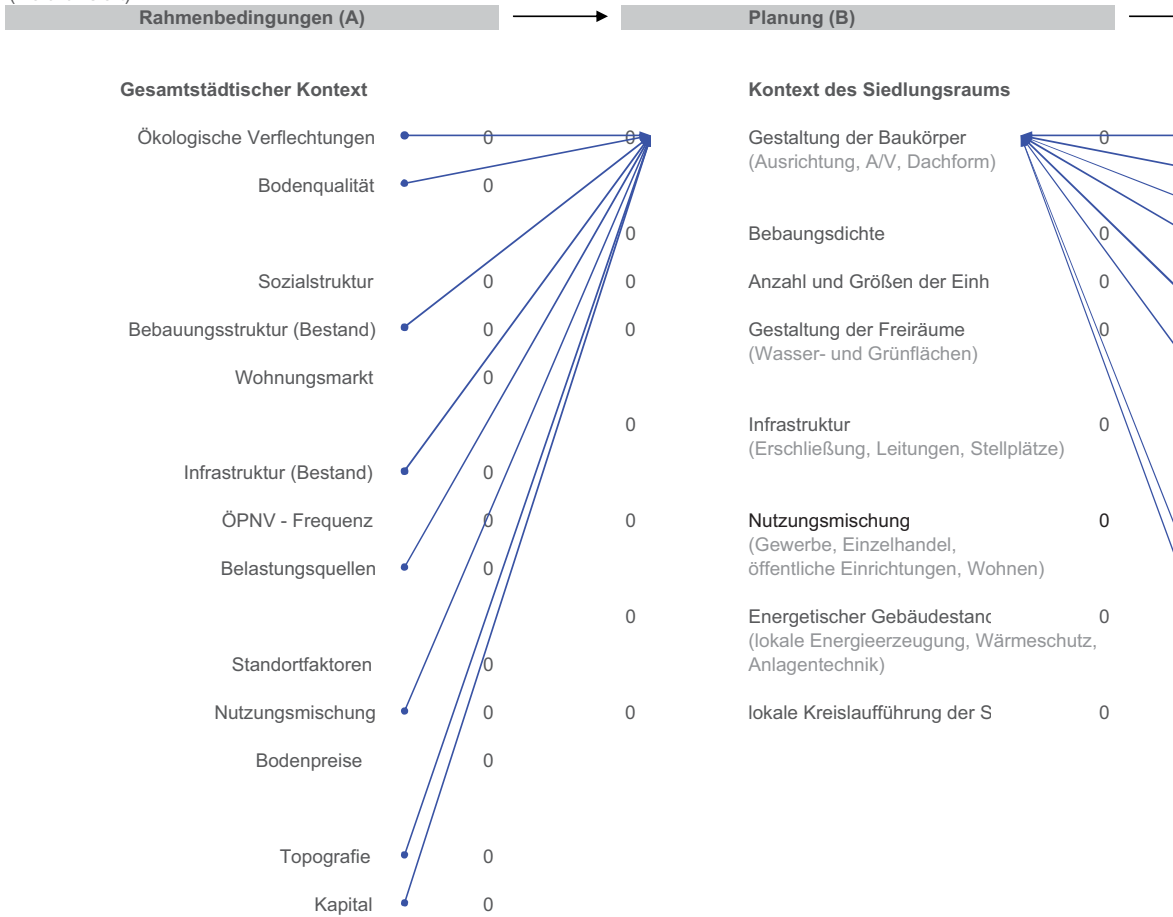 Rahmenbedingungen (A)
Planung (B)
Gesamtstädtischer Kontext
Kontext des Siedlungsraums
Ökologische Verflechtungen 0 0 Gestaltung der Baukörper 0
(Ausrichtung, A/V, Dachform)
Bodenqualität 0
0 Bebaungsdichte 0
Sozialstruktur 0 0 Anzahl und Größen der Einh 0
Bebauungsstruktur (Bestand) 0 0 Gestaltung der Freiräume 0
(Wasser- und Grünflächen)
Wohnungsmarkt 0
0 Infrastruktur 0
(Erschließung, Leitungen, Stellplätze)
Infrastruktur (Bestand) 0
ÖPNV - Frequenz 0 0 Nutzungsmischung 0
(Gewerbe, Einzelhandel,
öffentliche Einrichtungen, Wohnen)
Belastungsquellen 0
0 Energetischer Gebäudestand 0
(lokale Energieerzeugung, Wärmeschutz,
Anlagentechnik)
Standortfaktoren 0
Nutzungsmischung 0 0 lokale Kreislaufführung der S 0
Bodenpreise 0
Topografie 0
Kapital 0